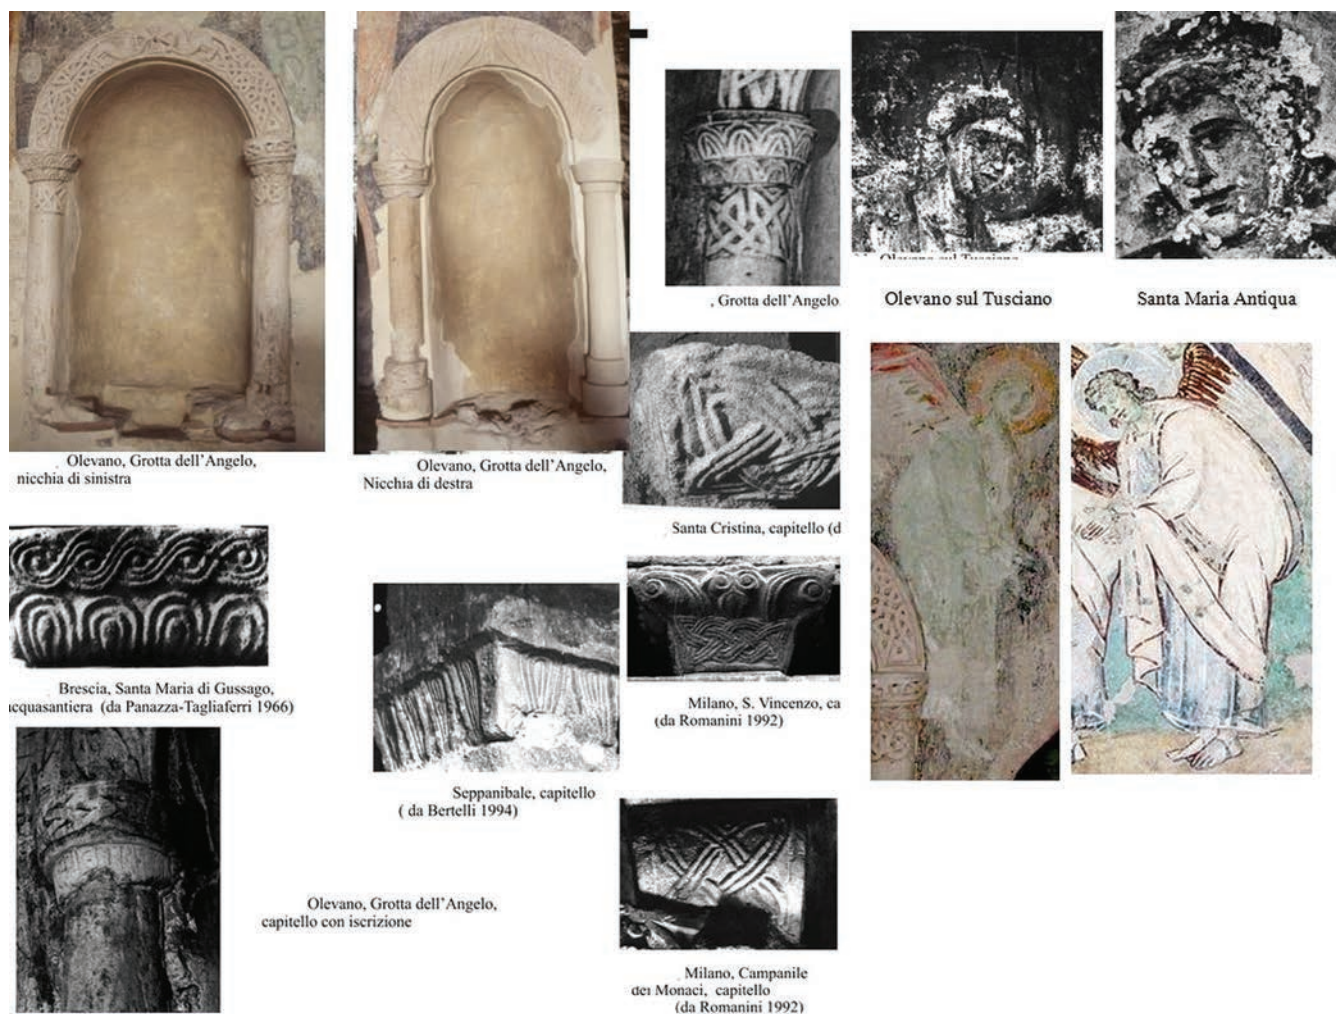 Olevano, Grotta dell’Angelo,
nicchia di sinistra
Olevano, Grotta dell’Angelo,
Nicchia di destra
, Grotta dell’Angelo
Olevano sul Tusciano
Olevano sul Tusciano
Santa Maria Antiqua
Santa Cristina, capitello (d
Brescia, Santa Maria di Gussago,
acquasantiera (da Panazza-Tagliaferri 1966)
Seppanibale, capitello
( da Bertelli 1994)
Milano, S. Vincenzo, ca
(da Romanini 1992)
Olevano, Grotta dell’Angelo,
capitello con iscrizione
Milano, Campanile
dei Monaci, capitello
(da Romanini 1992)